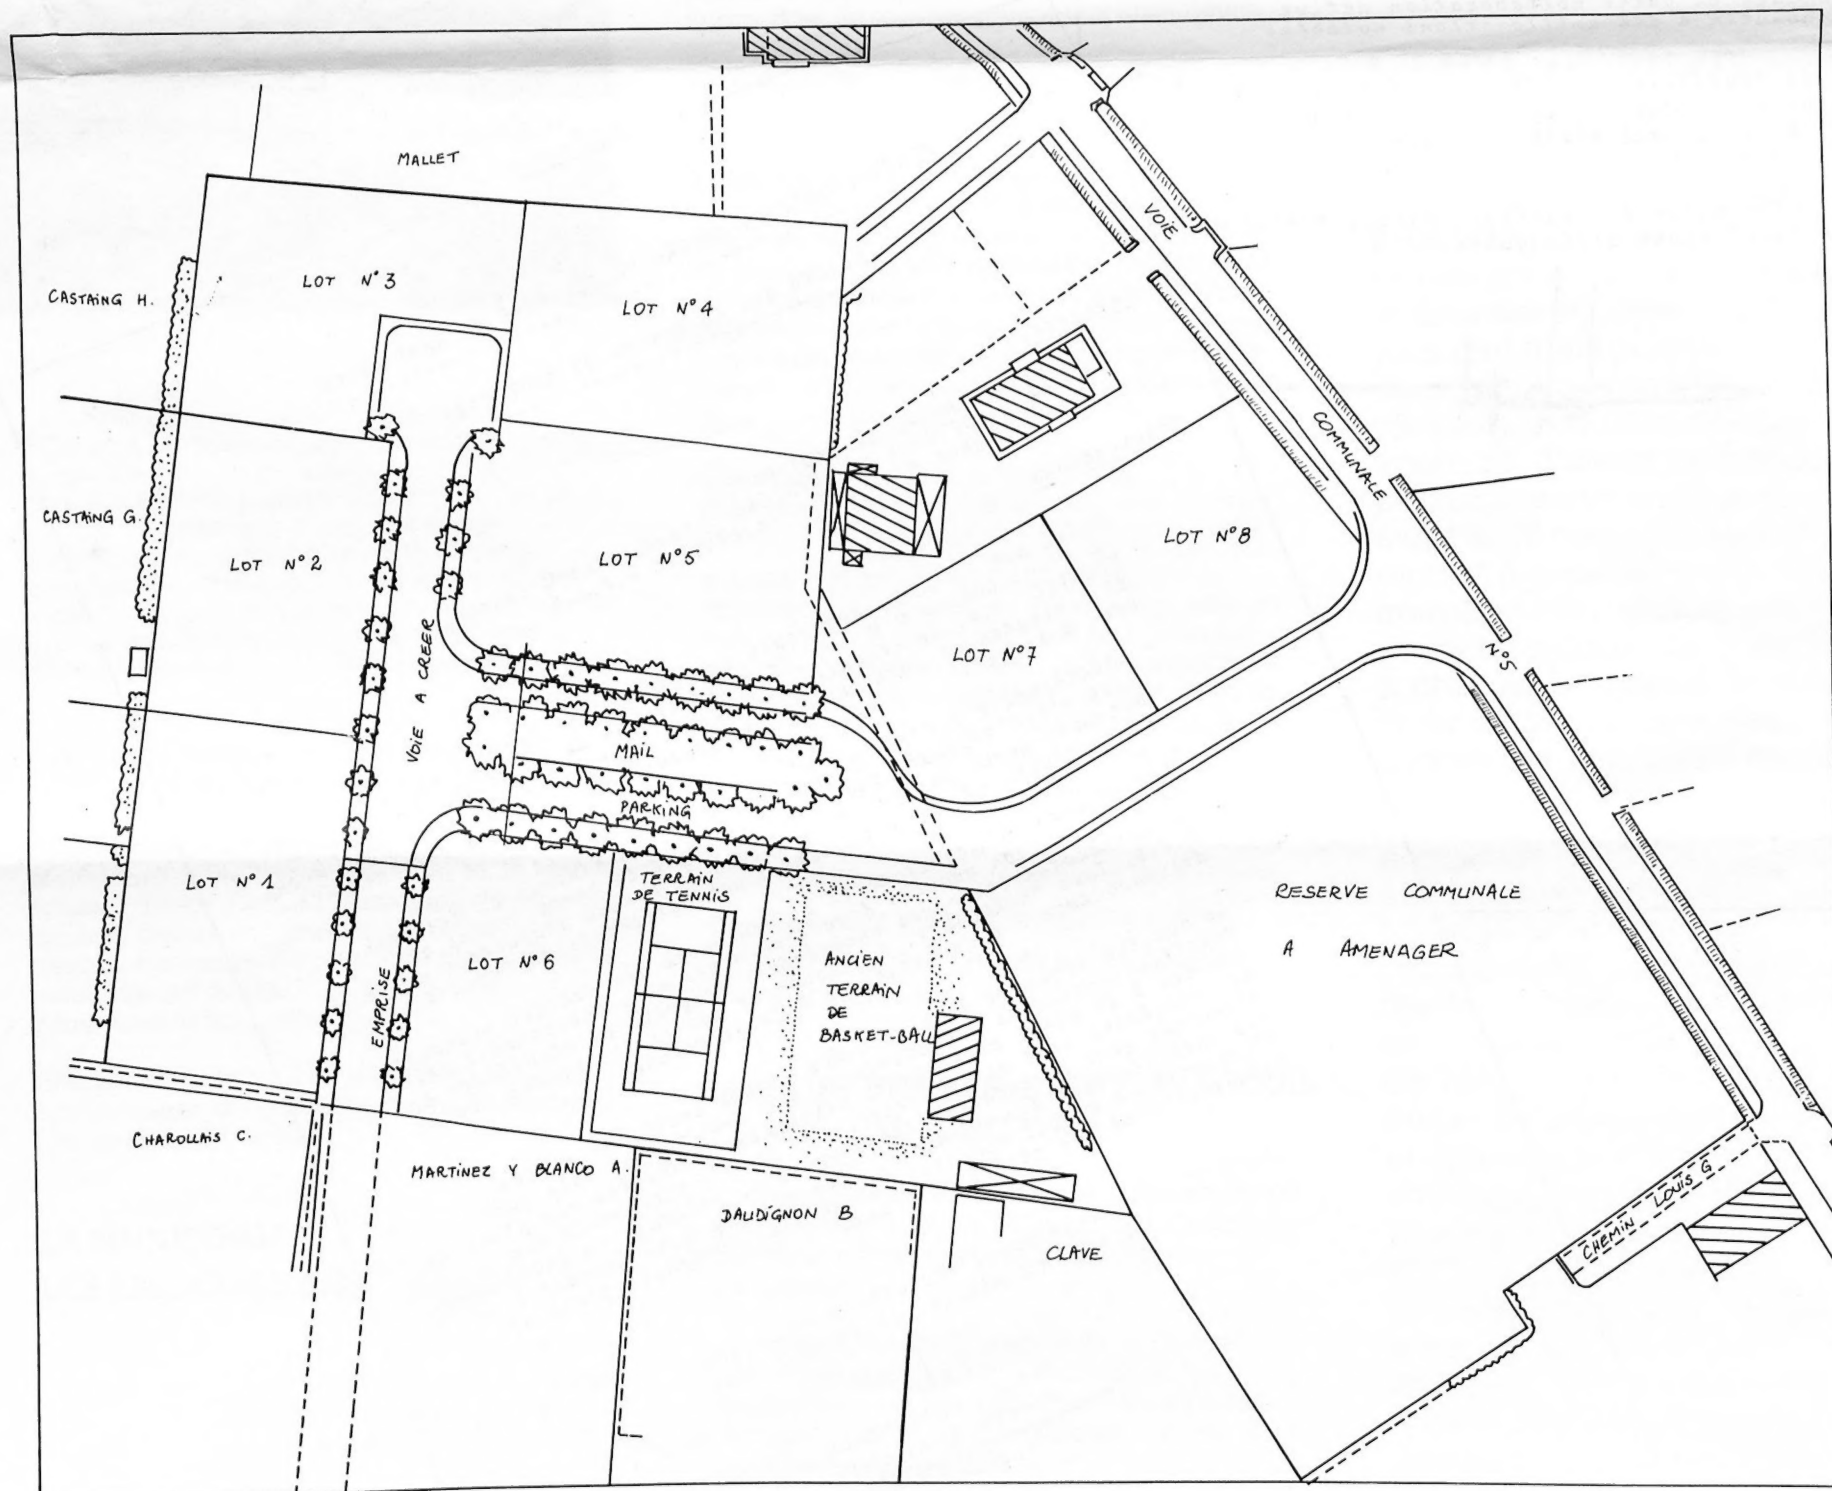 MALLET
VOIE
CASTAING H.
LOT N°3
LOT N°4
COMMUNALE
CASTAING G.
LOT N°2
LOT N°5
LOT N°8
VOIE A CREER
LOT N°7
N°5
MAIL
PARKING
LOT N°1
TERRAIN
DE TENNIS
RESERVE COMMUNALE
A AMENAGER
LOT N°6
EMPRISE
ANCIEN
TERRAIN
DE
BASKET-BALL
CHAROLLAIS C.
MARTINEZ Y BLANCO A.
DAUDIGNON B
CLAVE
CHEMIN LOUIS G